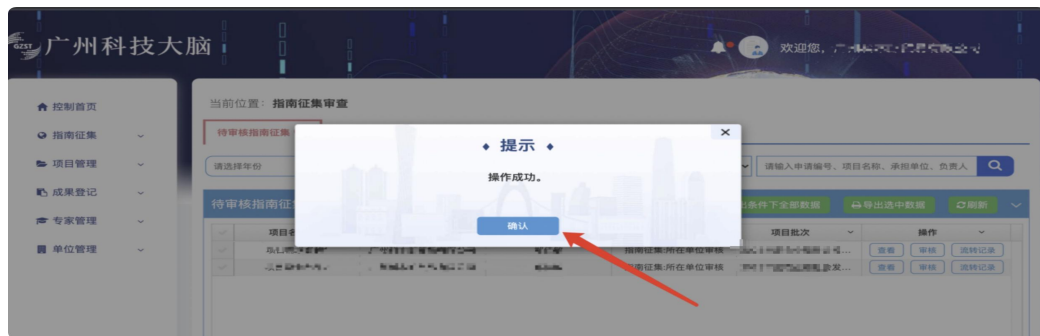 GZST
广州科技大脑
欢迎您,
控制首页
指南征集
项目管理
成果登记
专家管理
单位管理
当前位置: 指南征集审查
待审核指南征集
请选择年份
请输入申请编号、项目名称、承担单位、负责人
提示
操作成功。
确认
待审核指南征
条件下全部数据
导出选中数据
刷新
项目名
项目批次
操作
指南征集:所在单位审核
查看 审核 流转记录
指南征集:所在单位审核
查看 审核 流转记录